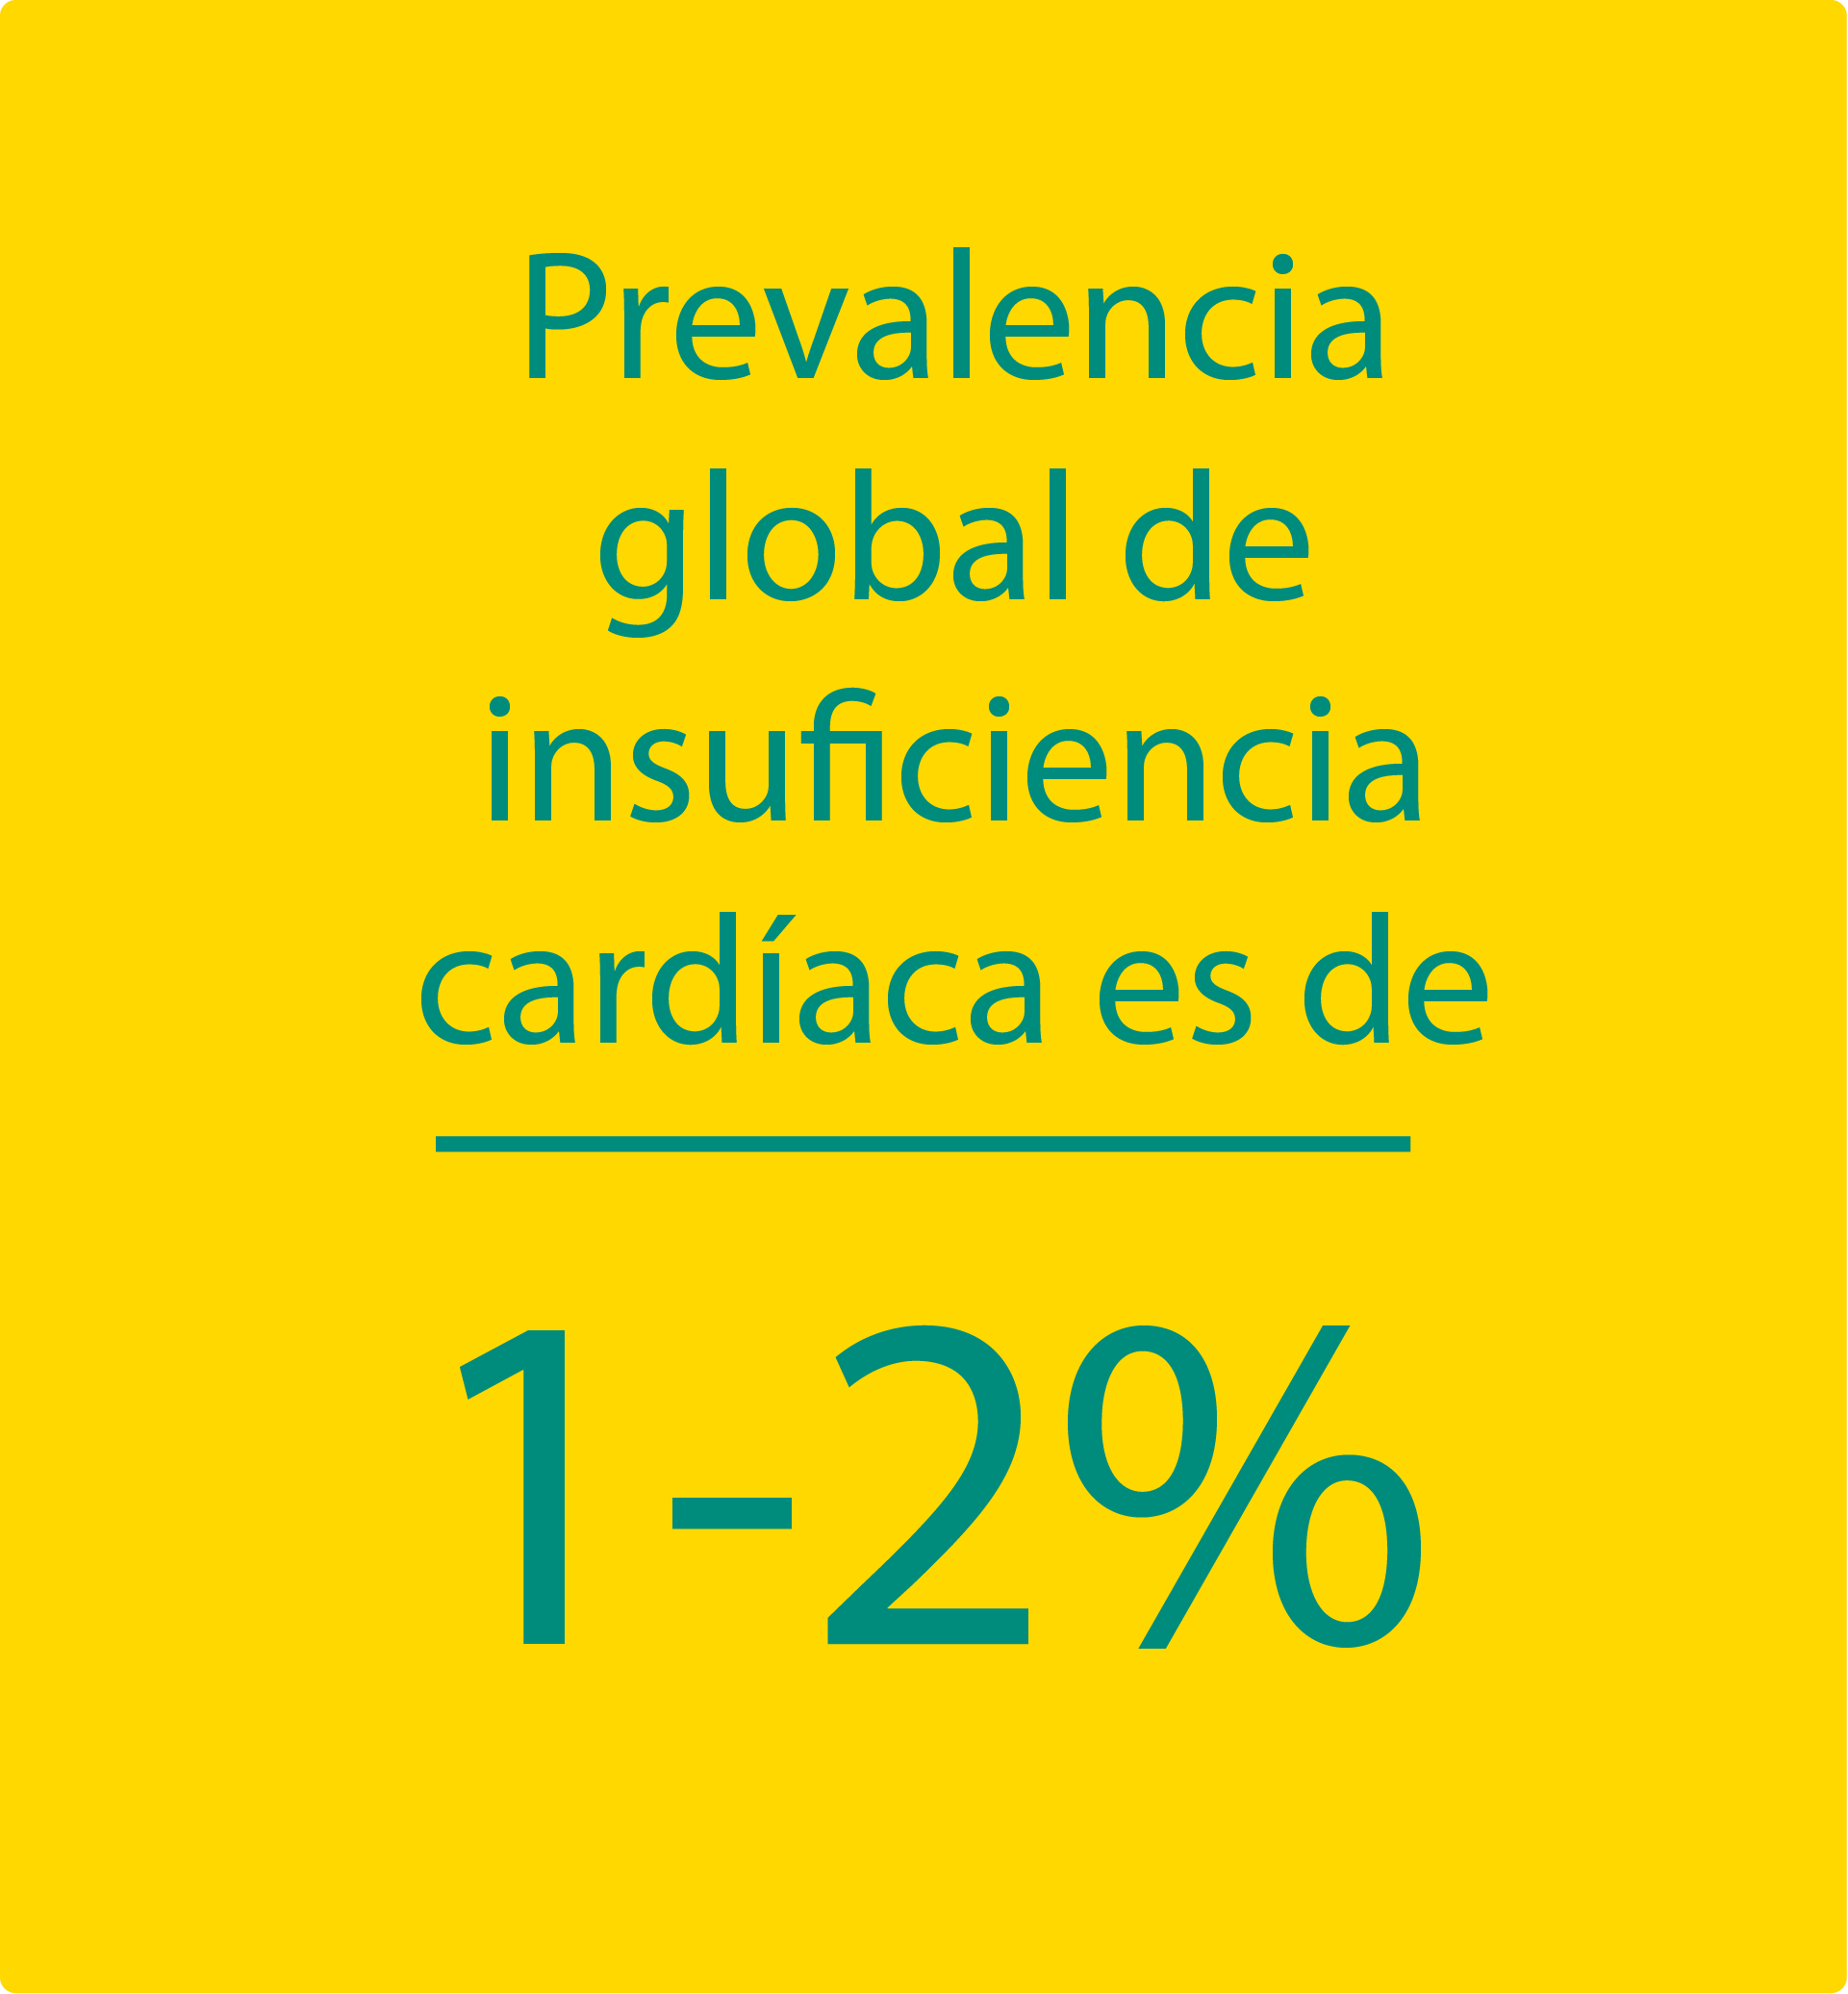 Prevalencia
global de
insuficiencia
cardíaca es de
1-2%